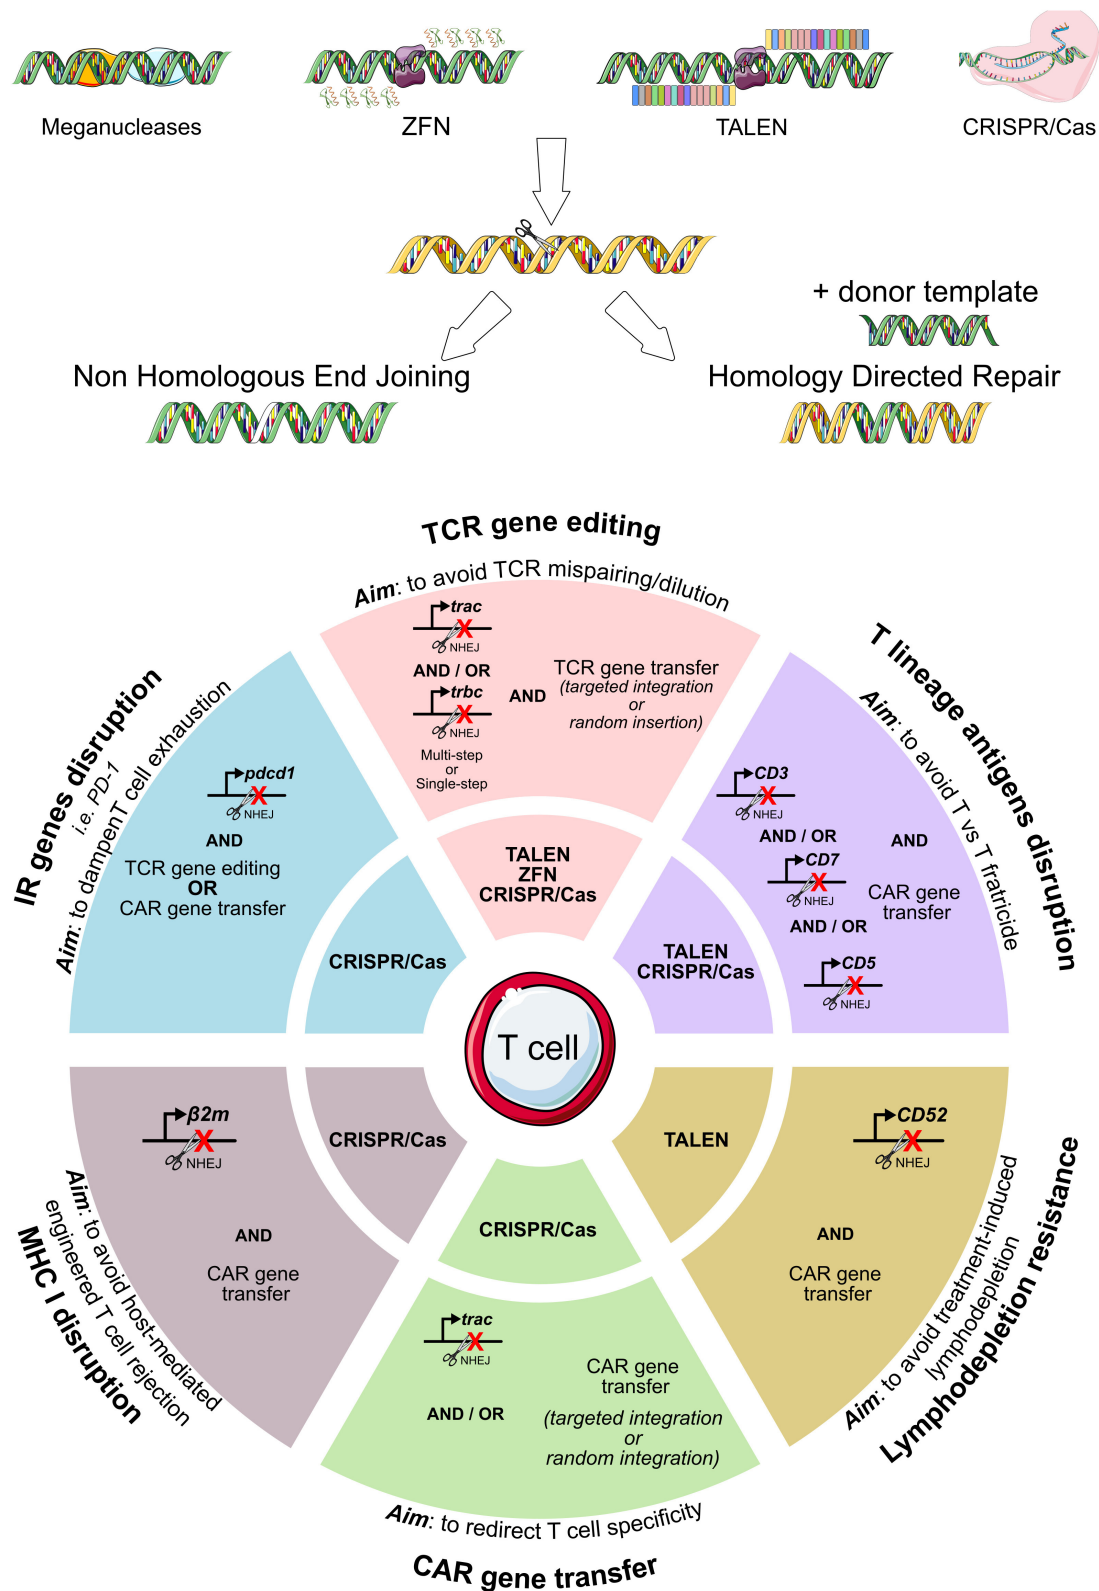 Meganucleases
ZFN
TALEN
CRISPR/Cas
+ donor template
Non Homologous End Joining
Homology Directed Repair
TCR gene editing
Aim: to avoid TCR mispairing/dilution
trac
X
NHEJ
AND / OR
trbc
X
NHEJ
Multi-step
or
Single-step
AND
TCR gene transfer
(targeted integration
or
random insertion)
TALEN
ZFN
CRISPR/Cas
T lineage antigens disruption
Aim: to avoid T vs T fratricide
CD3
X
NHEJ
AND / OR
CD7
X
NHEJ
AND / OR
CD5
X
NHEJ
AND
CAR gene
transfer
TALEN
CRISPR/Cas
IR genes disruption
i.e. PD-1
Aim: to dampenT cell exhaustion
pdcd1
X
NHEJ
AND
TCR gene editing
OR
CAR gene transfer
CRISPR/Cas
T cell
β2m
X
NHEJ
AND
CAR gene
transfer
CRISPR/Cas
Aim: to avoid host-mediated
engineered T cell rejection
MHC I disruption
TALEN
CD52
X
NHEJ
AND
CAR gene
transfer
Aim: to avoid treatment-induced
lymphodepletion
Lymphodepletion resistance
CRISPR/Cas
trac
X
NHEJ
AND / OR
CAR gene
transfer
(targeted integration
or
random integration)
Aim: to redirect T cell specificity
CAR gene transfer